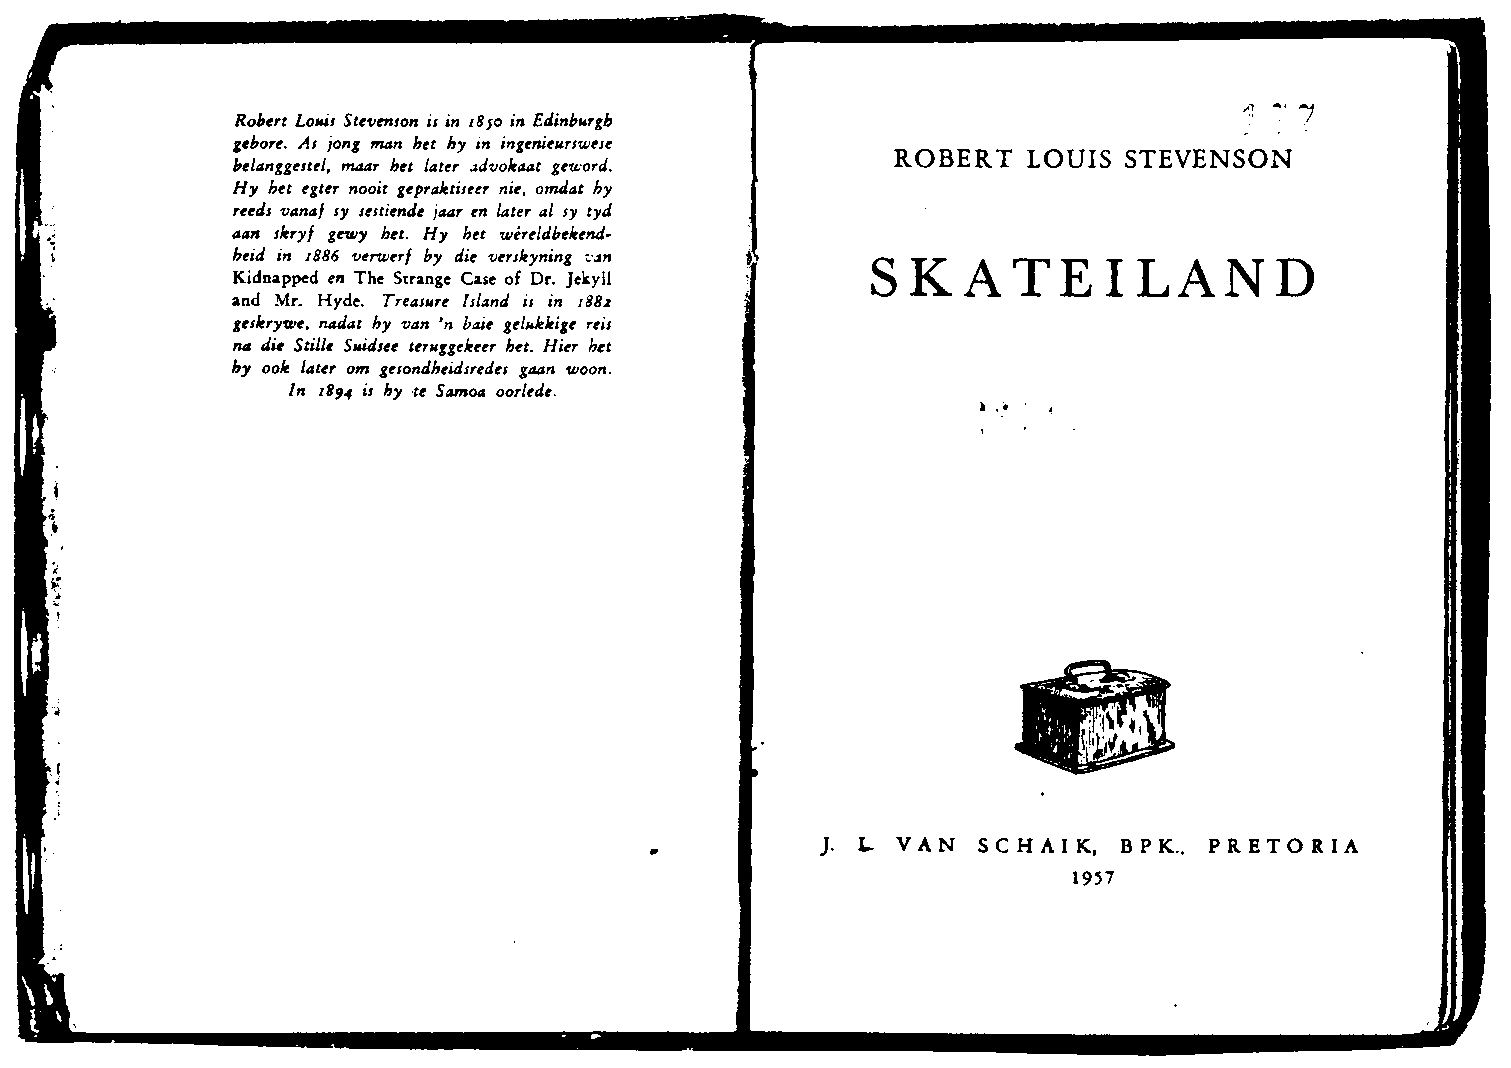 Robert Louis Stevenson is in 1850 in Edinburgh
gebore. As jong man het hy in ingenieurswese
belanggestel, maar het later advokaat geword.
Hy het egter nooit gepraktiseer nie, omdat hy
reeds vanaf sy sestiende jaar en later al sy tyd
aan skryf gewy het. Hy het wêreldbekend-
heid in 1886 verwerf by die verskyning van
Kidnapped en The Strange Case of Dr. Jekyll
and Mr. Hyde. Treasure Island is in 1882
geskrywe, nadat hy van 'n baie gelukkige reis
na die Stille Suidsee teruggekeer het. Hier het
hy ook later om gesondheidsredes gaan woon.
In 1894 is hy te Samoa oorlede.
ROBERT LOUIS STEVENSON
SKATEILAND
J. L. VAN SCHAIK, BPK., PRETORIA
1957